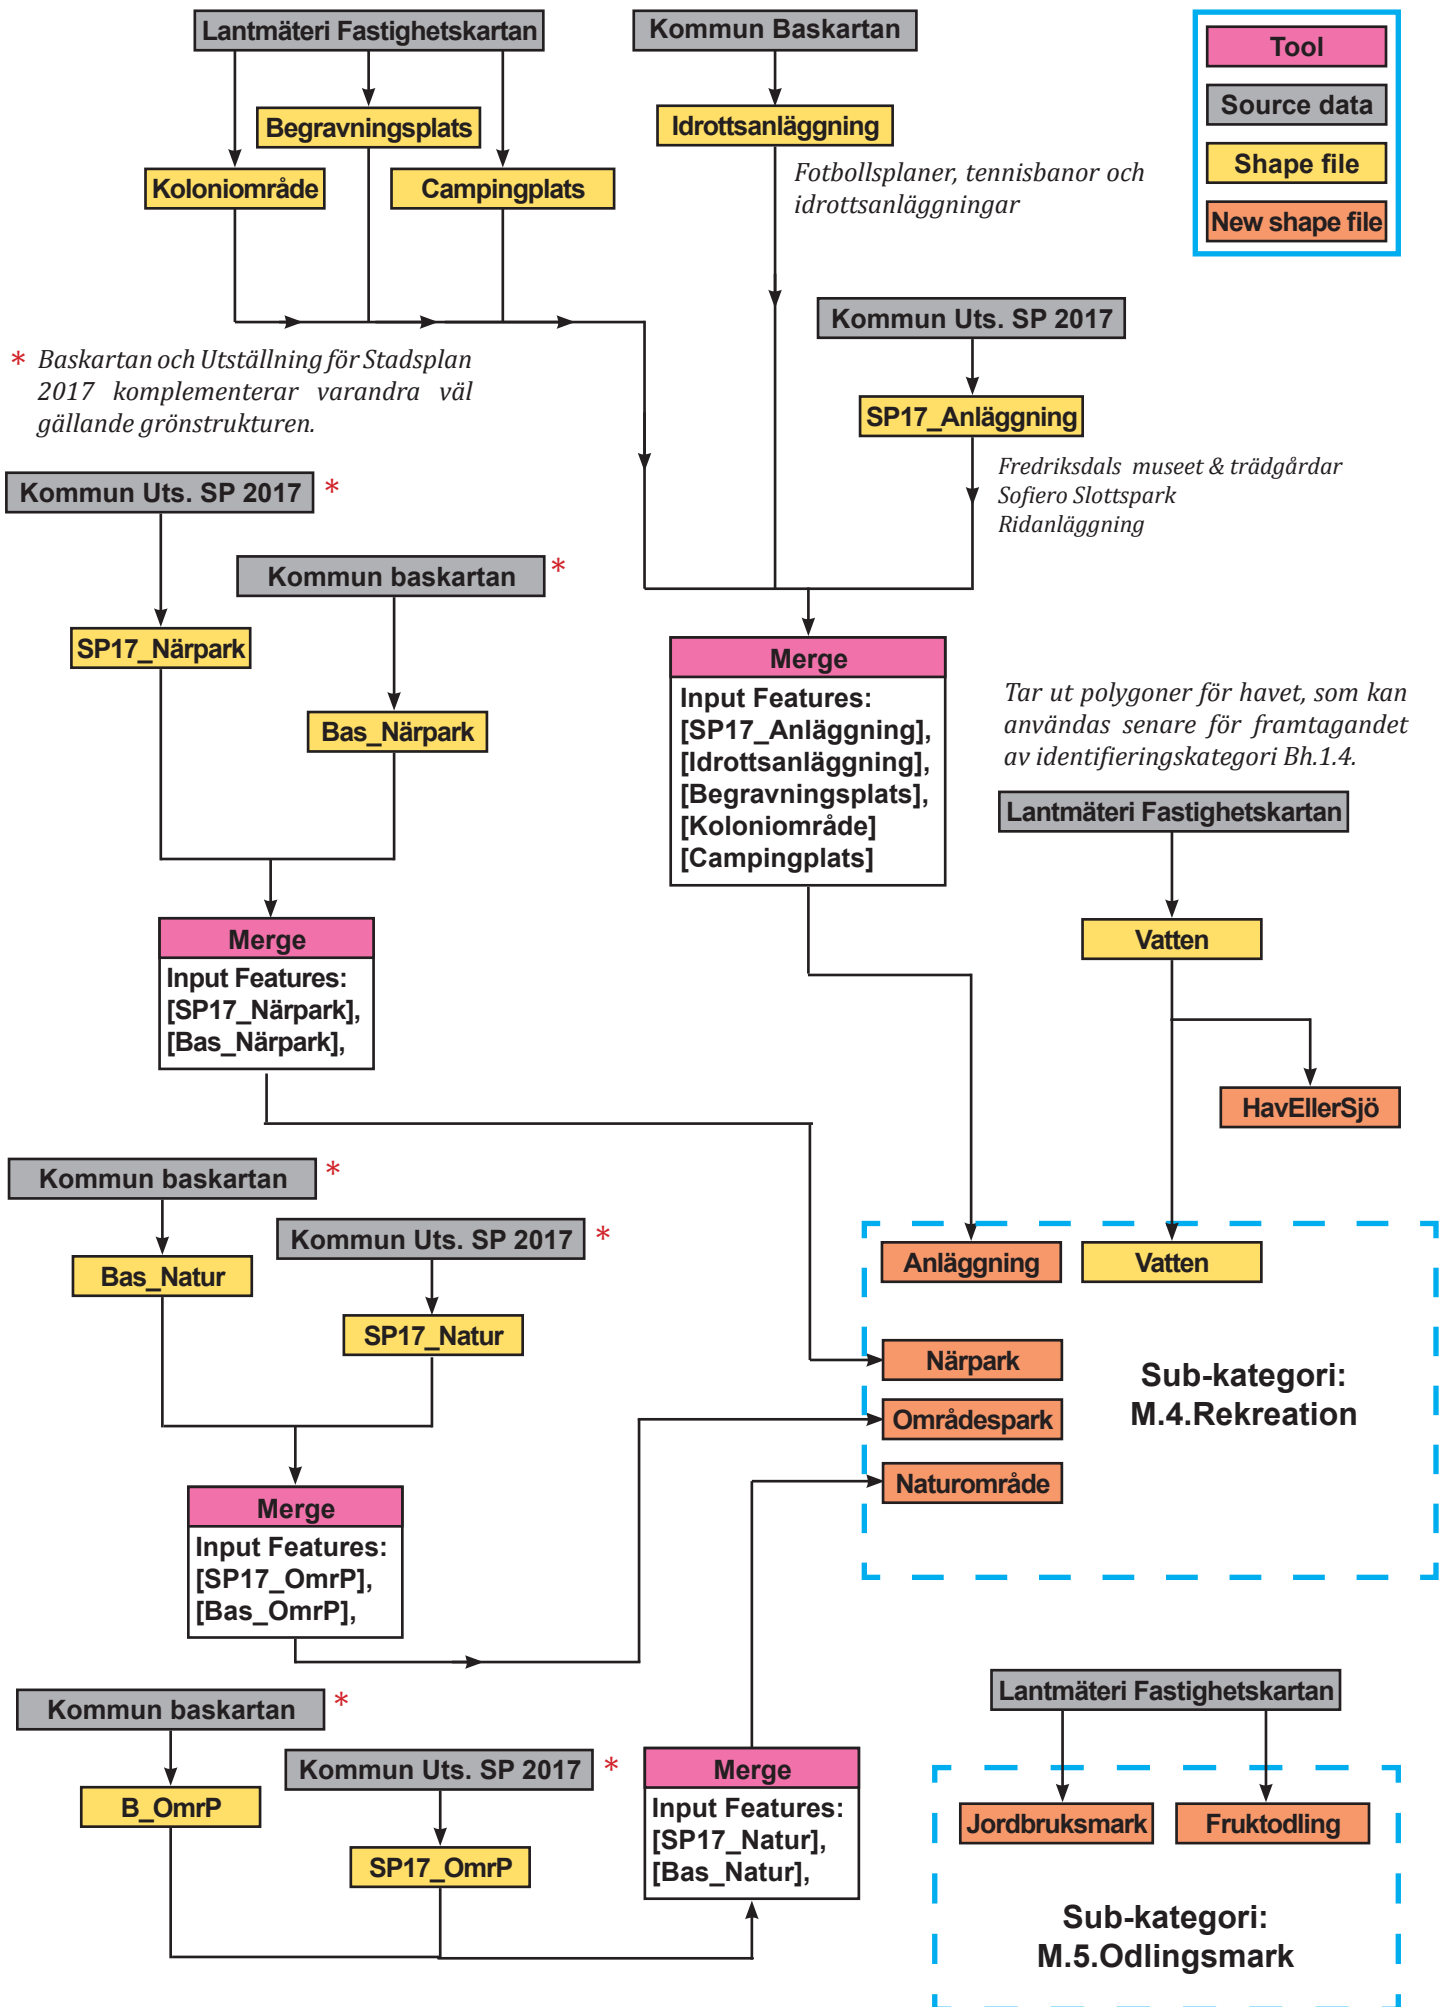 Lantmäteri Fastighetskartan
Begravningsplats
Koloniområde
Campingplats
Kommun Baskartan
Idrottsanläggning
Fotbollsplaner, tennisbanor och
idrottsanläggningar
Tool
Source data
Shape file
New shape file
Kommun Uts. SP 2017
SP17_Anläggning
Fredriksdals museet & trädgårdar
Sofiero Slottspark
Ridanläggning
* Baskartan och Utställning för Stadsplan
2017 komplementerar varandra väl
gällande grönstrukturen.
Kommun Uts. SP 2017 *
Kommun baskartan *
SP17_Närpark
Bas_Närpark
Merge
Input Features:
[SP17_Närpark],
[Bas_Närpark],
Merge
Input Features:
[SP17_Anläggning],
[Idrottsanläggning],
[Begravningsplats],
[Koloniområde]
[Campingplats]
Tar ut polygoner för havet, som kan
användas senare för framtagandet
av identifieringskategori Bh.1.4.
Lantmäteri Fastighetskartan
Vatten
HavEllerSjö
Kommun baskartan *
Kommun Uts. SP 2017 *
Bas_Natur
SP17_Natur
Merge
Input Features:
[SP17_OmrP],
[Bas_OmrP],
Anläggning
Vatten
Närpark
Områdespark
Naturområde
Sub-kategori:
M.4.Rekreation
Kommun baskartan *
Kommun Uts. SP 2017 *
B_OmrP
SP17_OmrP
Merge
Input Features:
[SP17_Natur],
[Bas_Natur],
Lantmäteri Fastighetskartan
Jordbruksmark
Fruktodling
Sub-kategori:
M.5.Odlingsmark